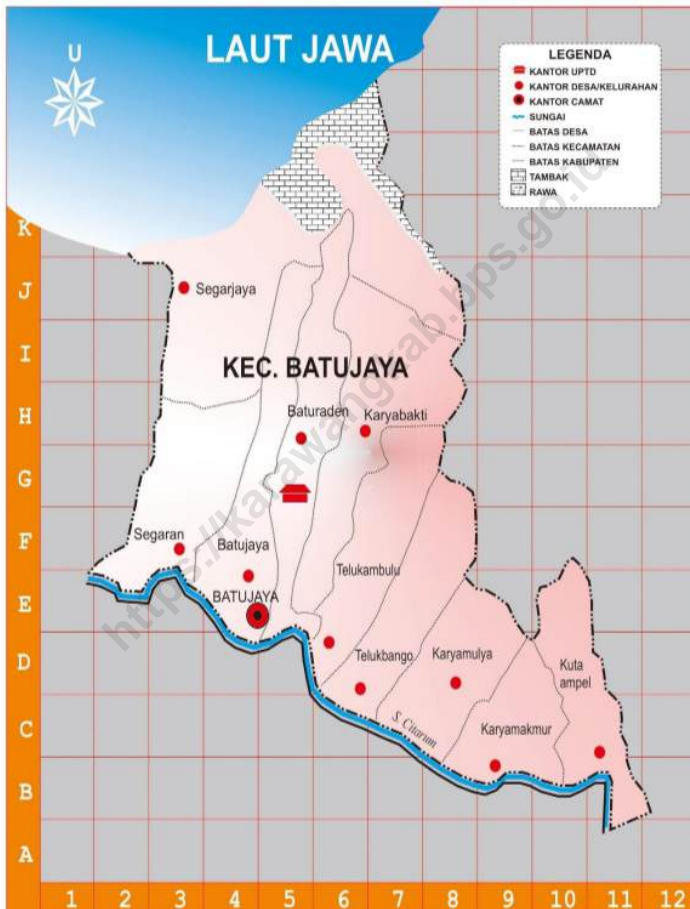 LAUT JAWA
U
LEGENDA
KANTOR UPTD
KANTOR DESA/KELURAHAN
KANTOR CAMAT
SUNGAI
BATAS DESA
BATAS KECAMATAN
BATAS KABUPATEN
TAMBAK
RAWA
K
J
I
H
G
F
E
D
C
B
A
Segarjaya
KEC. BATUJAYA
Baturaden
Karyabakti
Segaran
Batujaya
BATUJAYA
Telukambulu
Telukbango
Karyamulya
Kuta
ampel
S. Citarum
Karyamakmur
https://karawangkab.bps.go.id
1 2 3 4 5 6 7 8 9 10 11 12